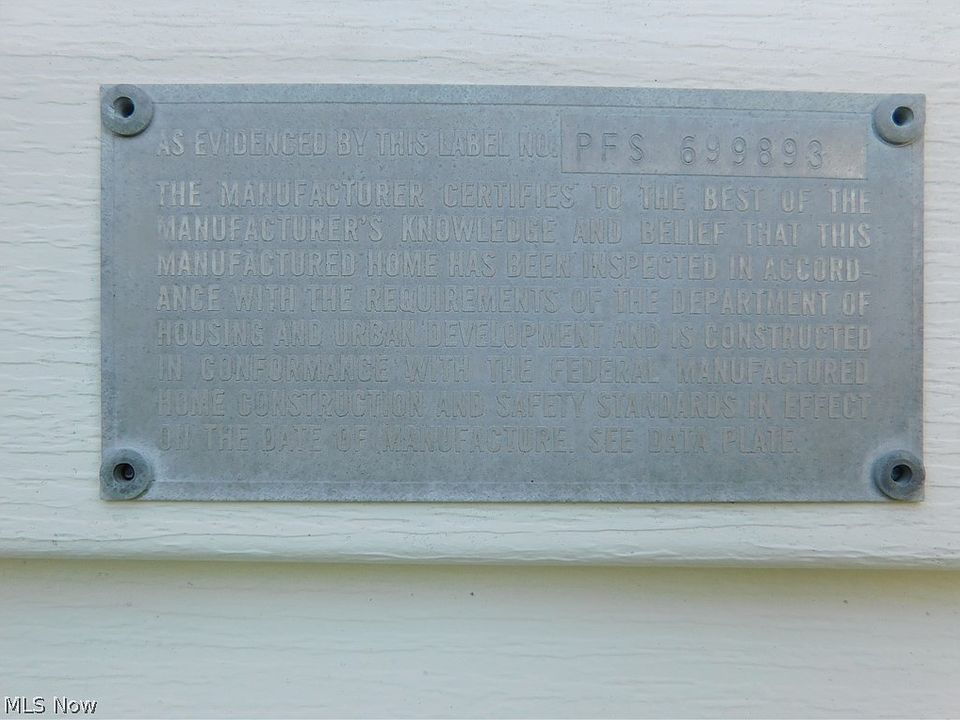 AS EVIDENCED BY THIS LABEL NO. PFS 699893
THE MANUFACTURER CERTIFIES TO THE BEST OF THE
MANUFACTURER'S KNOWLEDGE AND BELIEF THAT THIS
MANUFACTURED HOME HAS BEEN INSPECTED IN ACCORD-
ANCE WITH THE REQUIREMENTS OF THE DEPARTMENT OF
HOUSING AND URBAN DEVELOPMENT AND IS CONSTRUCTED
IN CONFORMANCE WITH THE FEDERAL MANUFACTURED
HOME CONSTRUCTION AND SAFETY STANDARDS IN EFFECT
ON THE DATE OF MANUFACTURE. SEE DATA PLATE.
MLS Now